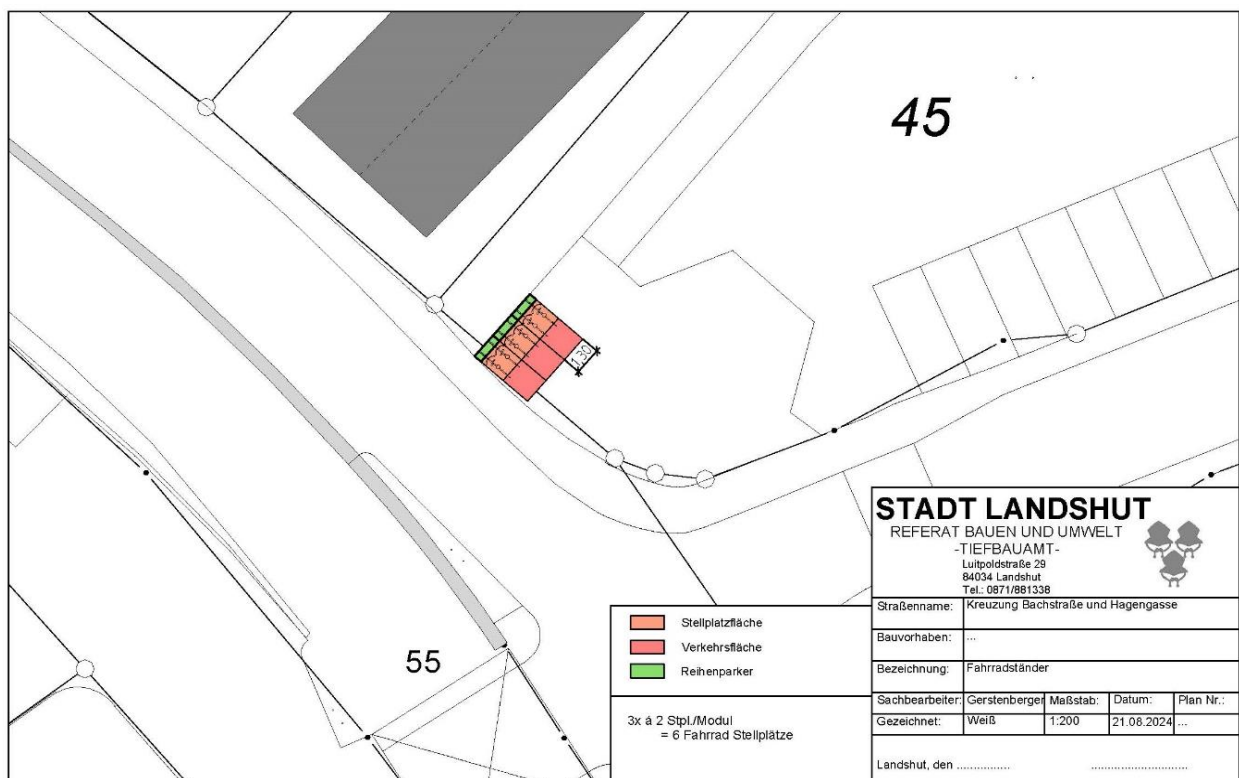 45
1,30
55
Stellplatzfläche
Verkehrsfläche
Reihenparker
3x á 2 Stpl./Modul
= 6 Fahrrad Stellplätze
STADT LANDSHUT
REFERAT BAUEN UND UMWELT
-TIEFBAUAMT-
Luitpoldstraße 29
84034 Landshut
Tel.: 0871/881338
Straßenname: Kreuzung Bachstraße und Hagengasse
Bauvorhaben: ...
Bezeichnung: Fahrradständer
Sachbearbeiter: Gerstenberger Maßstab: Datum: Plan Nr.:
Gezeichnet: Weiß 1:200 21.08.2024 ...
Landshut, den ................ .............................